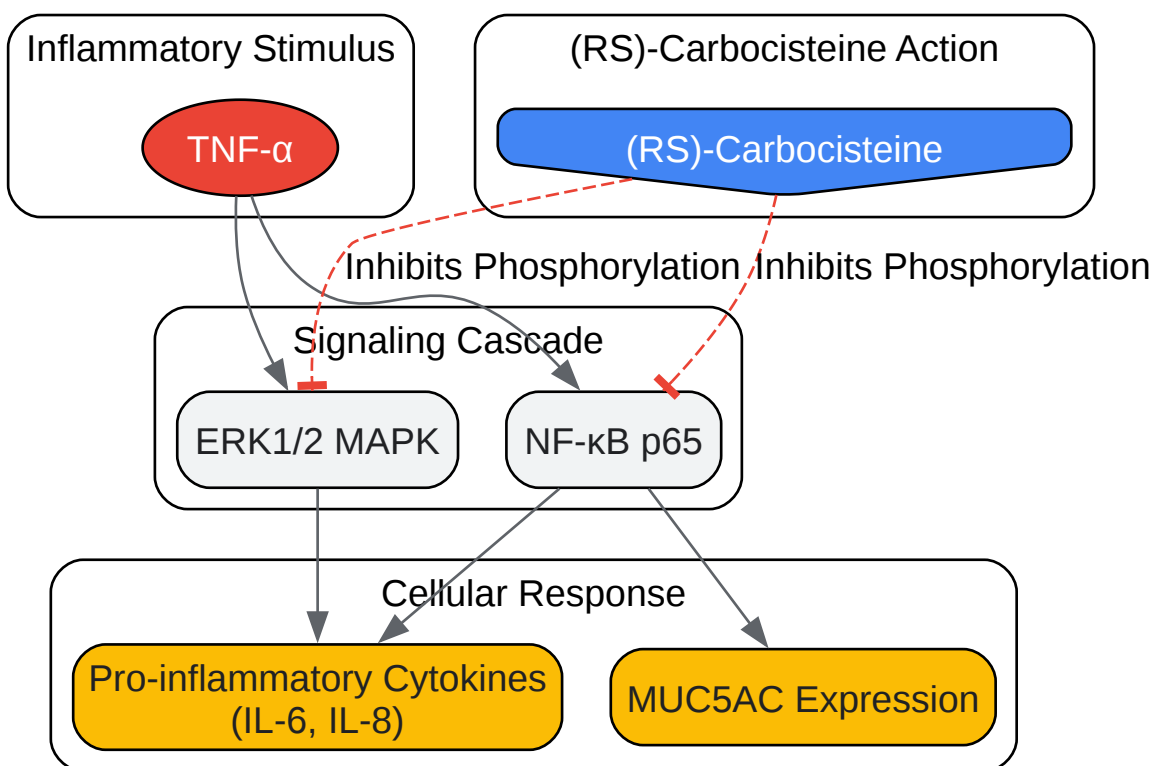 Inflammatory Stimulus
(RS)-Carbocisteine Action
TNF-α
(RS)-Carbocisteine
Inhibits Phosphorylation
Inhibits Phosphorylation
Signaling Cascade
ERK1/2 MAPK
NF-κB p65
Cellular Response
Pro-inflammatory Cytokines
(IL-6, IL-8)
MUC5AC Expression